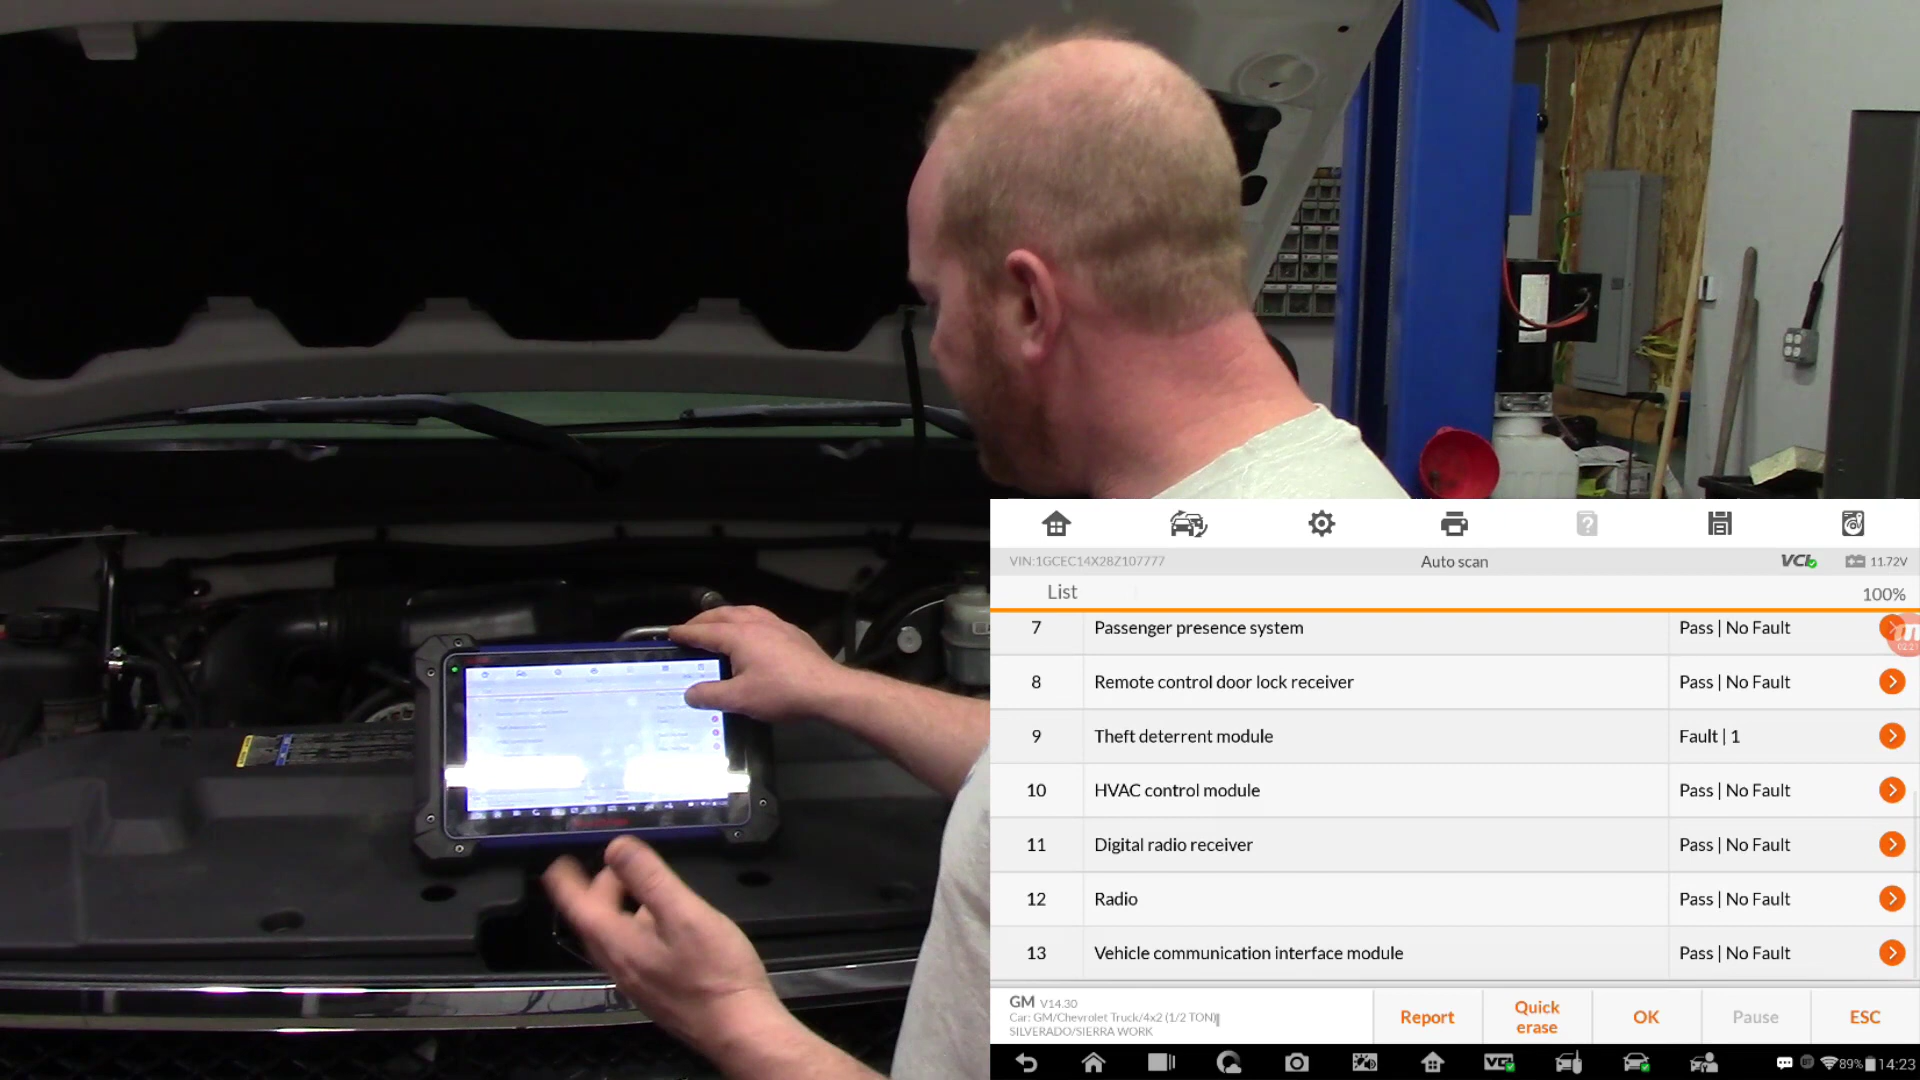 VIN:1GCEC14X28Z107777
Auto scan
VCI
11.72V
List
100%
7 Passenger presence system Pass | No Fault
02:21
8 Remote control door lock receiver Pass | No Fault
9 Theft deterrent module Fault | 1
10 HVAC control module Pass | No Fault
11 Digital radio receiver Pass | No Fault
12 Radio Pass | No Fault
13 Vehicle communication interface module Pass | No Fault
GM V14.30
Car: GM/Chevrolet Truck/4x2 (1/2 TON)
SILVERADO/SIERRA WORK
Report
Quick
erase
OK
Pause
ESC
VCI
89%
14:23